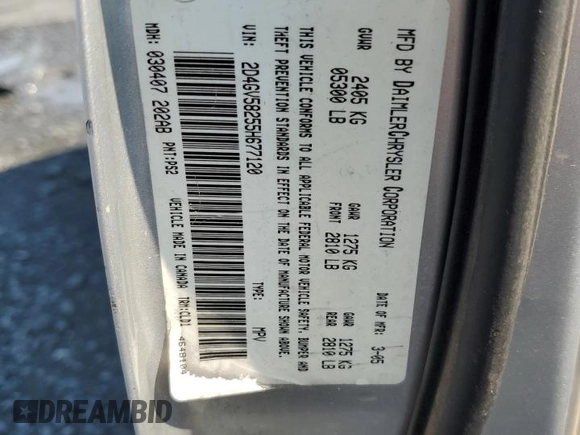 MFD BY DAIMLERCHRYSLER CORPORATION
DATE OF MFR: 3-05
GVWR 2405 KG
05300 LB
GAWR FRONT 1275 KG
2810 LB
GAWR REAR 1275 KG
2810 LB
THIS VEHICLE CONFORMS TO ALL APPLICABLE FEDERAL MOTOR VEHICLE SAFETY, BUMPER AND
THEFT PREVENTION STANDARDS IN EFFECT ON THE DATE OF MANUFACTURE SHOWN ABOVE.
VIN: 2D4GV58255H677120
TYPE: MPV
MDH: 030407 202AB
PNT: PS2
VEHICLE MADE IN CANADA
TRM: CLD1
DREAMBID